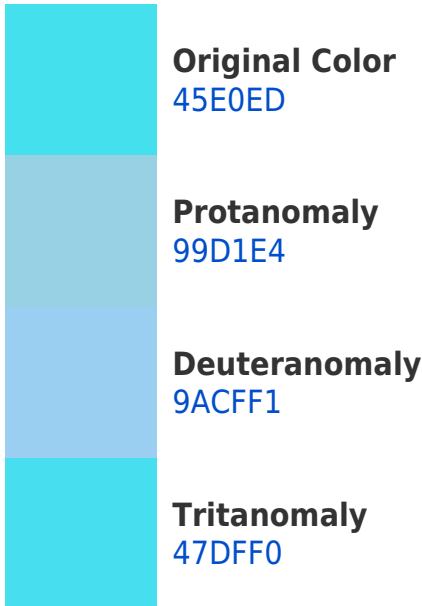 Original Color
45E0ED
Protanomaly
99D1E4
Deuteranomaly
9ACFF1
Tritanomaly
47DFF0